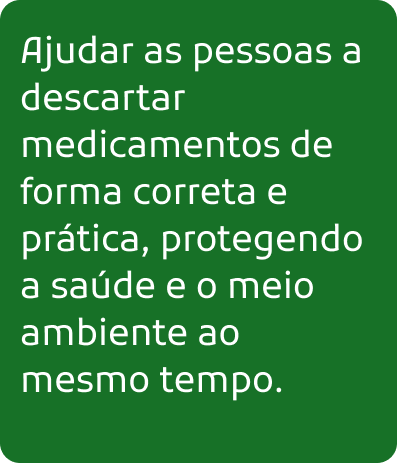 Ajudar as pessoas a
descartar
medicamentos de
forma correta e
prática, protegendo
a saúde e o meio
ambiente ao
mesmo tempo.